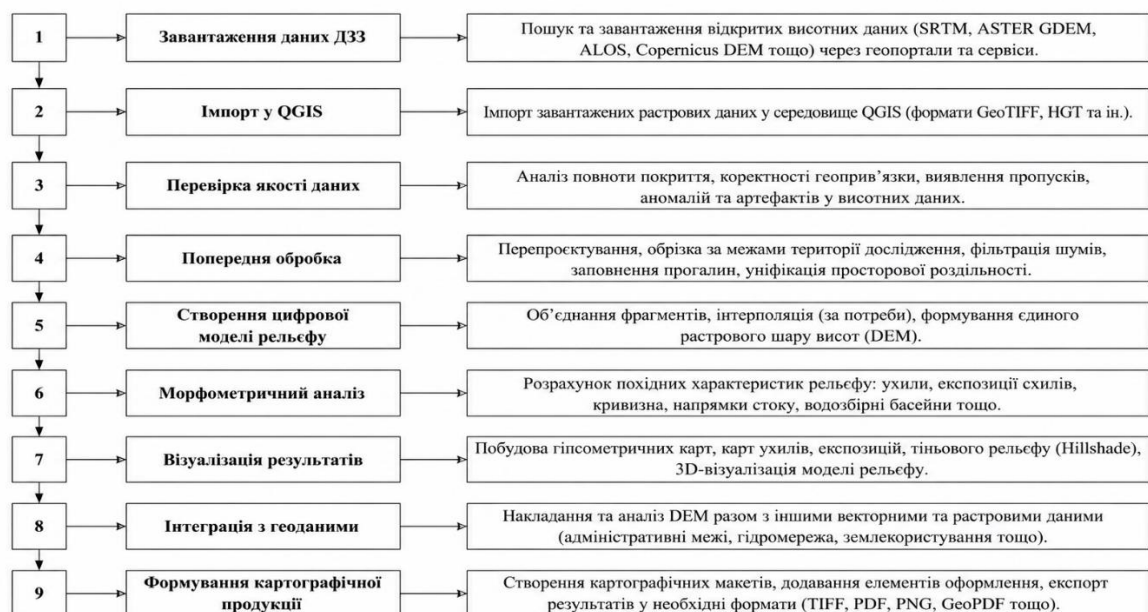 1
Завантаження даних ДЗЗ
Пошук та завантаження відкритих висотних даних (SRTM, ASTER GDEM,
ALOS, Copernicus DEM тощо) через геопортали та сервіси.
2
Імпорт у QGIS
Імпорт завантажених растрових даних у середовище QGIS (формати GeoTIFF, HGT та ін.).
3
Перевірка якості даних
Аналіз повноти покриття, коректності геоприв'язки, виявлення пропусків,
аномалій та артефактів у висотних даних.
4
Попередня обробка
Перепроєктування, обрізка за межами території дослідження, фільтрація шумів,
заповнення прогалин, уніфікація просторової роздільності.
5
Створення цифрової
моделі рельєфу
Об'єднання фрагментів, інтерполяція (за потреби), формування єдиного
растрового шару висот (DEM).
6
Морфометричний аналіз
Розрахунок похідних характеристик рельєфу: ухили, експозиції схилів,
кривизна, напрямки стоку, водозбірні басейни тощо.
7
Візуалізація результатів
Побудова гіпсометричних карт, карт ухилів, експозицій, тіньового рельєфу (Hillshade),
3D-візуалізація моделі рельєфу.
8
Інтеграція з геоданими
Накладання та аналіз DEM разом з іншими векторними та растровими даними
(адміністративні межі, гідромережа, землекористування тощо).
9
Формування картографічної
продукції
Створення картографічних макетів, додавання елементів оформлення, експорт
результатів у необхідні формати (TIFF, PDF, PNG, GeoPDF тощо).